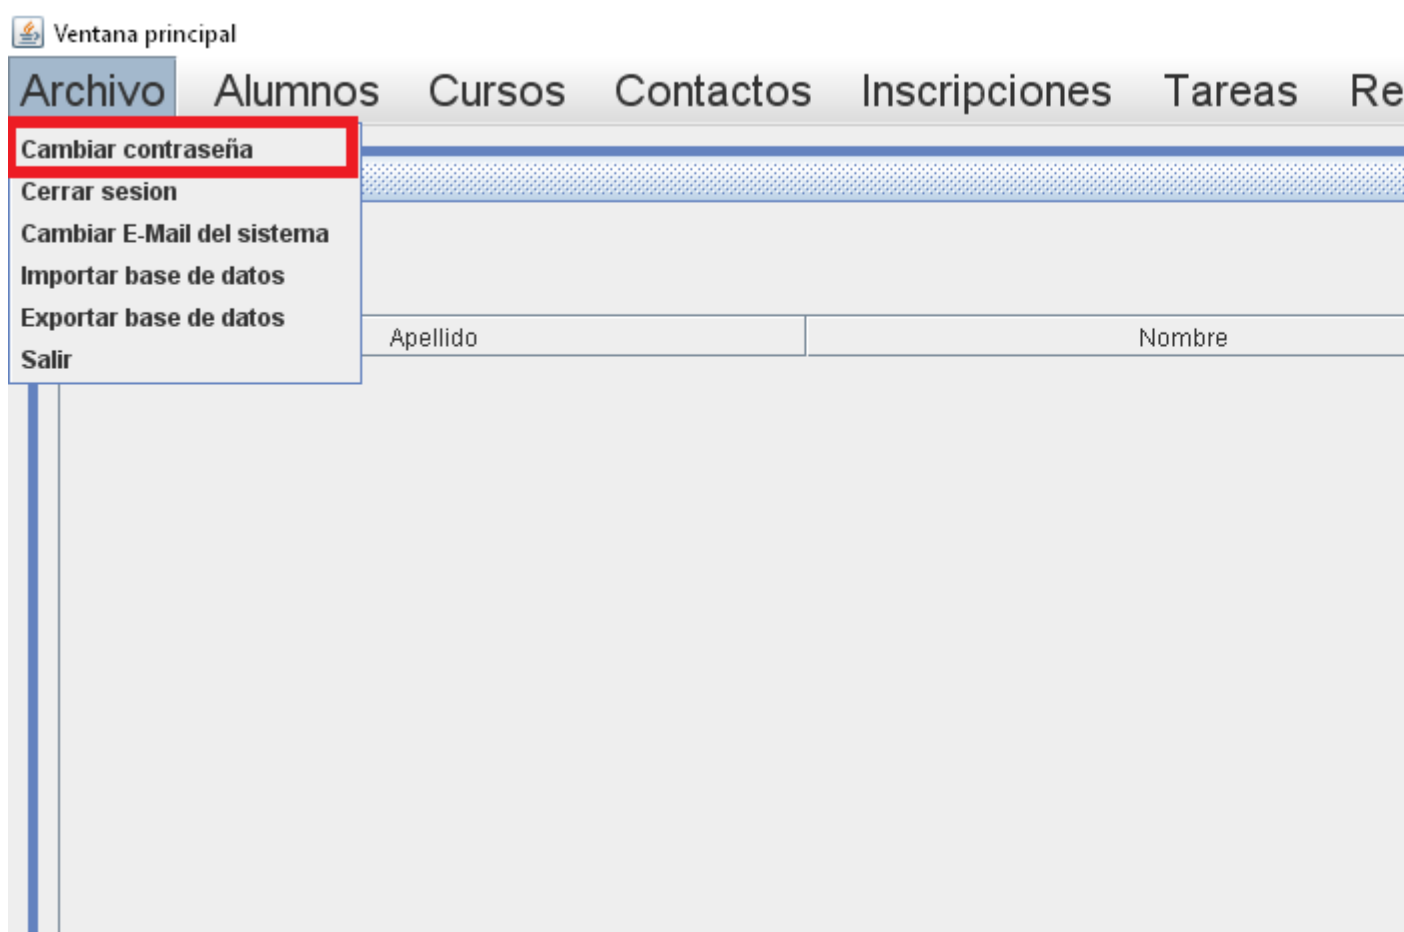 Ventana principal
Archivo Alumnos Cursos Contactos Inscripciones Tareas Re
Cambiar contraseña
Cerrar sesion
Cambiar E-Mail del sistema
Importar base de datos
Exportar base de datos
Salir
Apellido Nombre